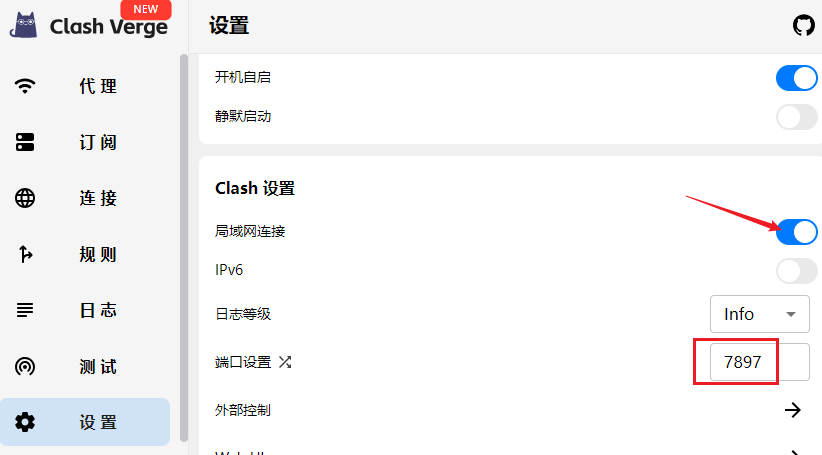 NEW
Clash Verge
设置
代理
开机自启
静默启动
订阅
连接
Clash 设置
局域网连接
规则
IPv6
日志
日志等级
Info
测试
端口设置
7897
设置
外部控制